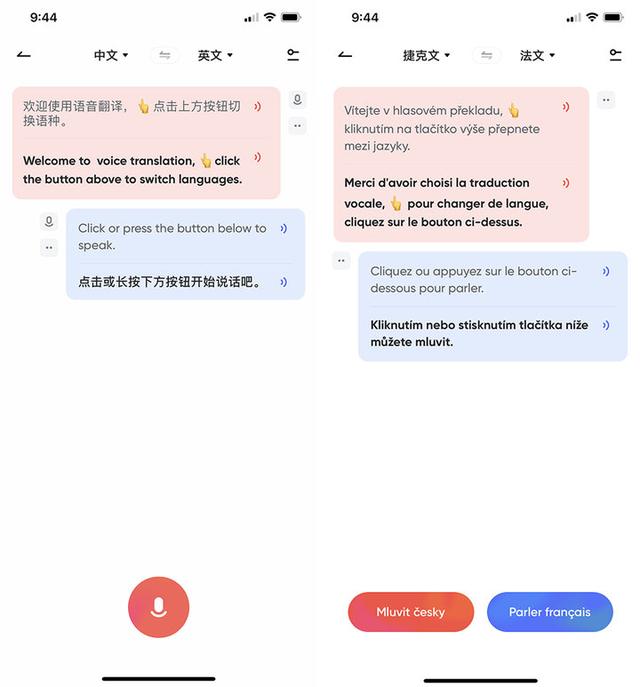 9:44
中文 英文
欢迎使用语音翻译，👆点击上方按钮切
换语种。
Welcome to voice translation, 👆click
the button above to switch languages.
Click or press the button below to
speak.
点击或长按下方按钮开始说话吧。
9:44
捷克文 法文
Vítejte v hlasovém překladu, 👆
kliknutím na tlačítko výše přepnete
mezi jazyky.
Merci d'avoir choisi la traduction
vocale, 👆 pour changer de langue,
cliquez sur le bouton ci-dessus.
Cliquez ou appuyez sur le bouton ci-
dessous pour parler.
Kliknutím nebo stisknutím tlačítka níže
můžete mluvit.
Mluvit česky
Parler français